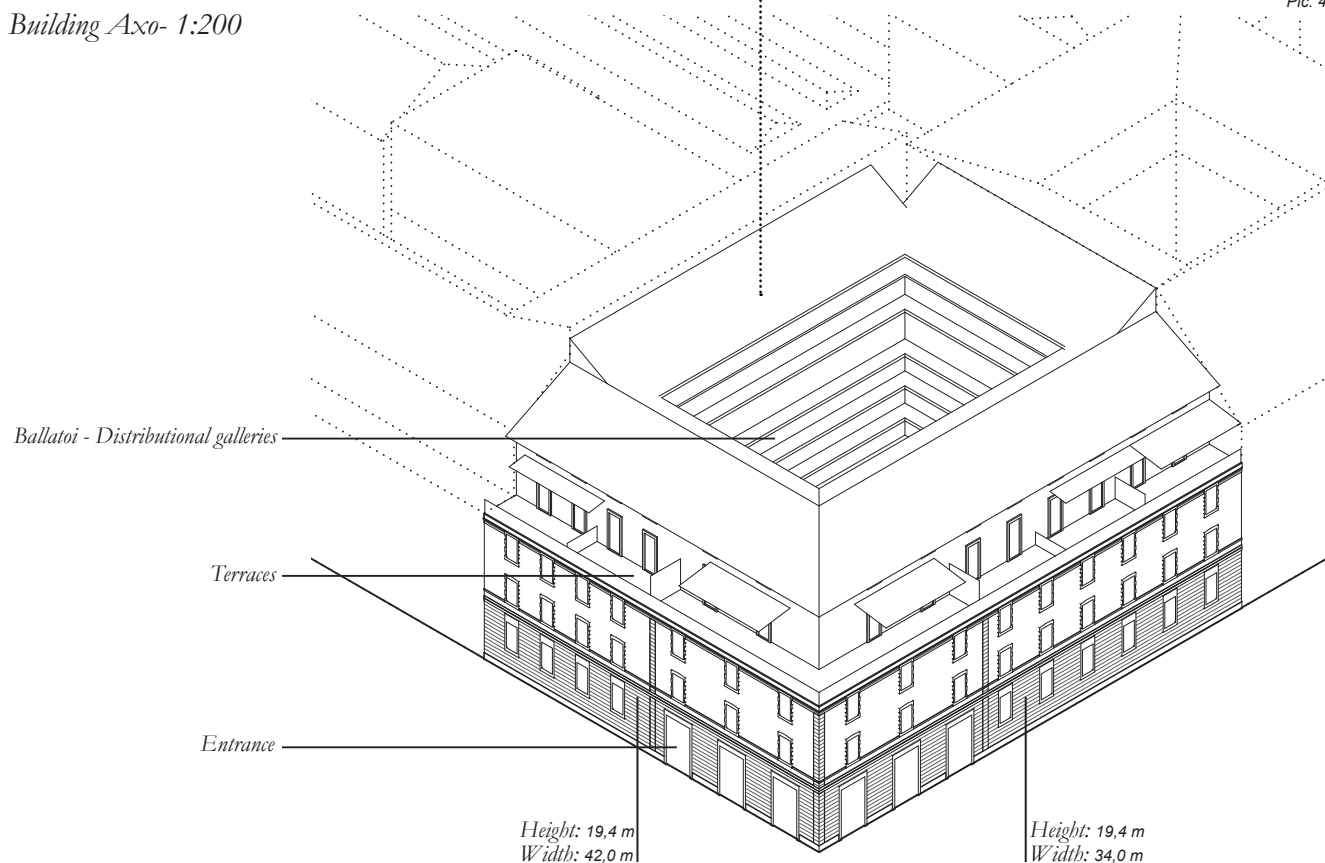 Pic. 4
Building Axo- 1:200
Ballatoi - Distributional galleries
Terraces
Entrance
Height: 19,4 m
Width: 42,0 m
Height: 19,4 m
Width: 34,0 m